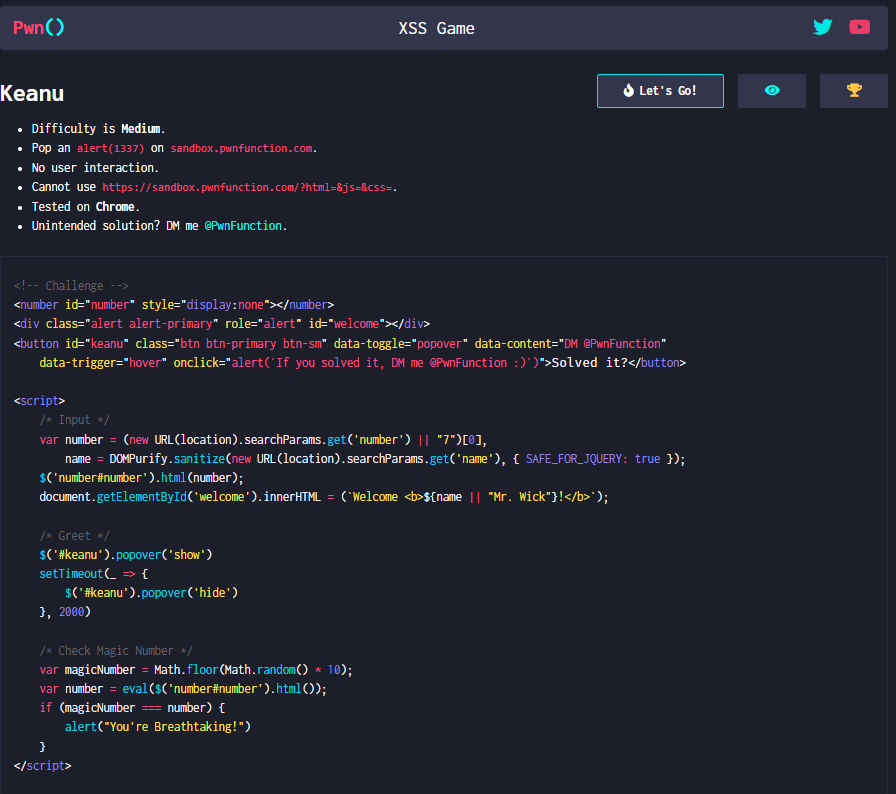 Pwn()
XSS Game
Keanu
Let's Go!
Difficulty is Medium.
Pop an alert(1337) on sandbox.pwnfunction.com.
No user interaction.
Cannot use https://sandbox.pwnfunction.com/?html=&js=&css=.
Tested on Chrome.
Unintended solution? DM me @PwnFunction.
<!-- Challenge -->
<number id="number" style="display:none"></number>
<div class="alert alert-primary" role="alert" id="welcome"></div>
<button id="keanu" class="btn btn-primary btn-sm" data-toggle="popover" data-content="DM @PwnFunction"
data-trigger="hover" onclick="alert(`If you solved it, DM me @PwnFunction :)`)">Solved it?</button>
<script>
/* Input */
var number = (new URL(location).searchParams.get('number') || "7")[0],
name = DOMPurify.sanitize(new URL(location).searchParams.get('name'), { SAFE_FOR_JQUERY: true });
$('number#number').html(number);
document.getElementById('welcome').innerHTML = (`Welcome <b>${name || "Mr. Wick"}!</b>`);
/* Greet */
$('#keanu').popover('show')
setTimeout(_ => {
$('#keanu').popover('hide')
}, 2000)
/* Check Magic Number */
var magicNumber = Math.floor(Math.random() * 10);
var number = eval($('number#number').html());
if (magicNumber === number) {
alert("You're Breathtaking!")
}
</script>